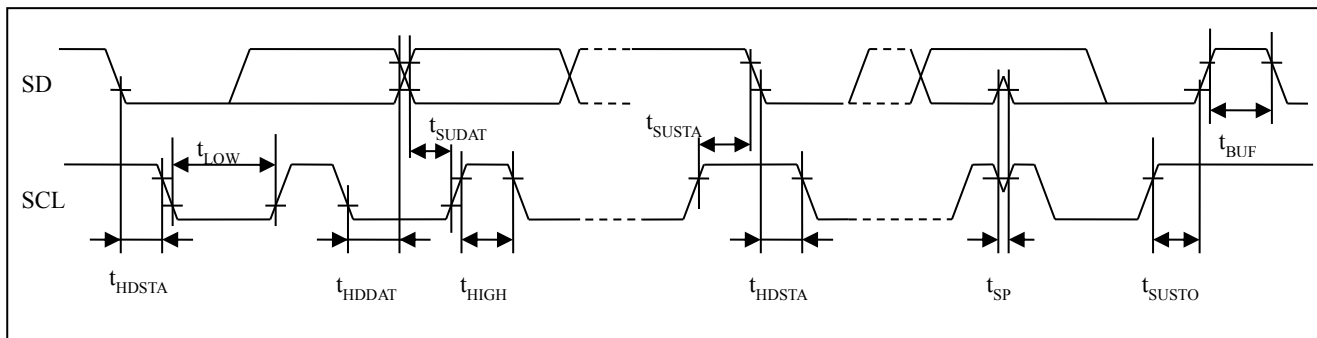 SD
t_SUDAT
t_SUSTA
t_BUF
t_LOW
SCL
t_HDSTA
t_HDDAT
t_HIGH
t_HDSTA
t_SP
t_SUSTO